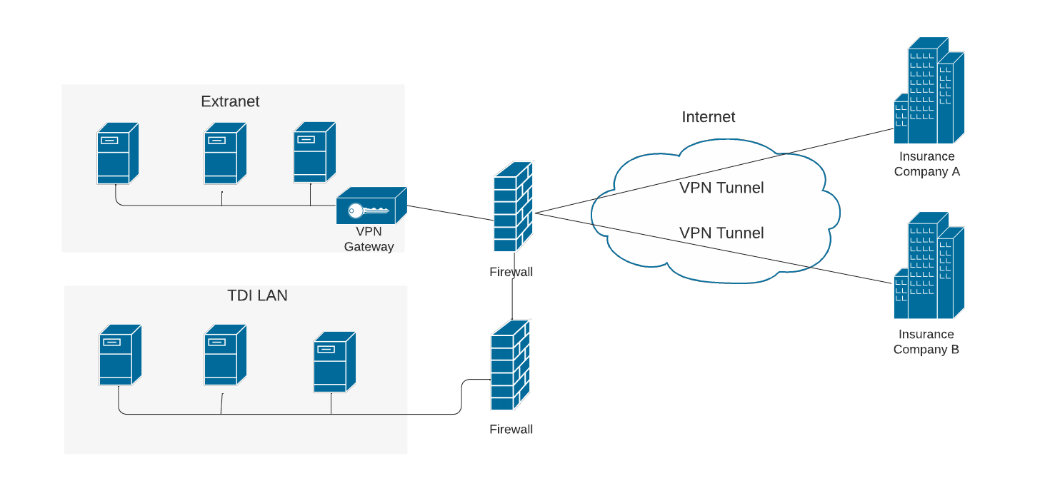 Extranet
VPN
Gateway
Firewall
Internet
VPN Tunnel
VPN Tunnel
Insurance
Company A
Insurance
Company B
TDI LAN
Firewall